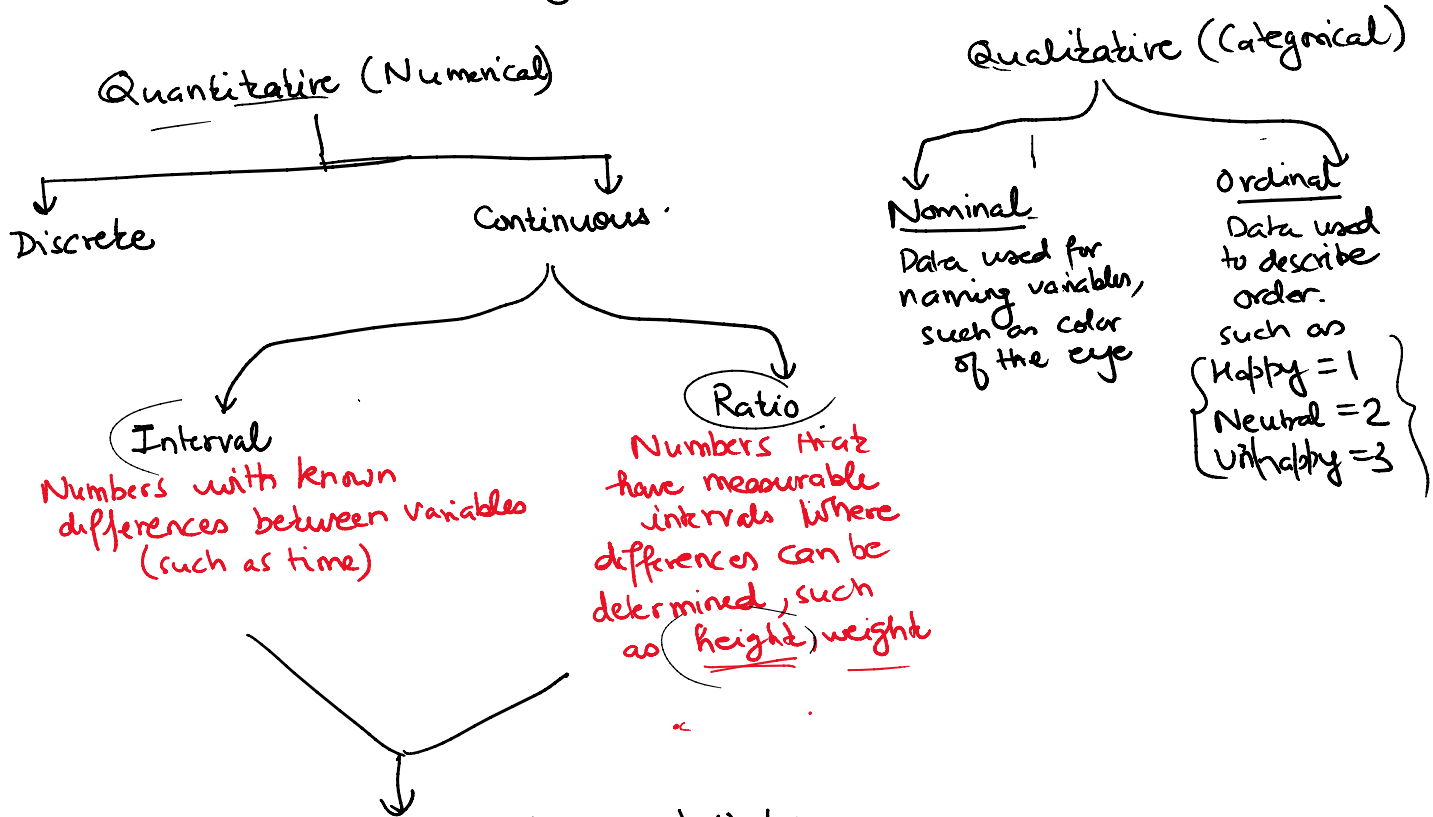 Quantitative (Numerical)
Discrete
Continuous.
Interval
Numbers with known
differences between variables
(such as time)
Ratio
Numbers that
have measurable
intervals where
differences can be
determined, such
as height, weight
Qualitative (Categorical)
Nominal
Data used for
naming variables,
such as color
of the eye
Ordinal
Data used
to describe
order.
such as
Happy = 1
Neutral = 2
Unhappy = 3